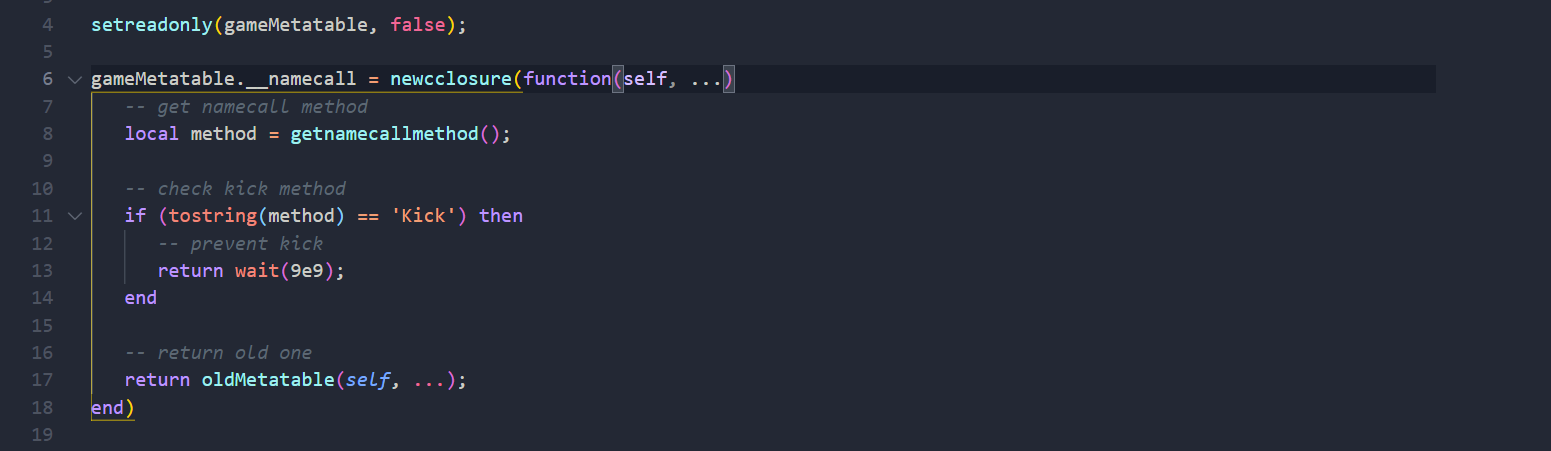 4 setreadonly(gameMetatable, false);
5
6 gameMetatable.__namecall = newcclosure(function(self, ...)
7 -- get namecall method
8 local method = getnamecallmethod();
9
10 -- check kick method
11 if (tostring(method) == 'Kick') then
12 -- prevent kick
13 return wait(9e9);
14 end
15
16 -- return old one
17 return oldMetatable(self, ...);
18 end)
19